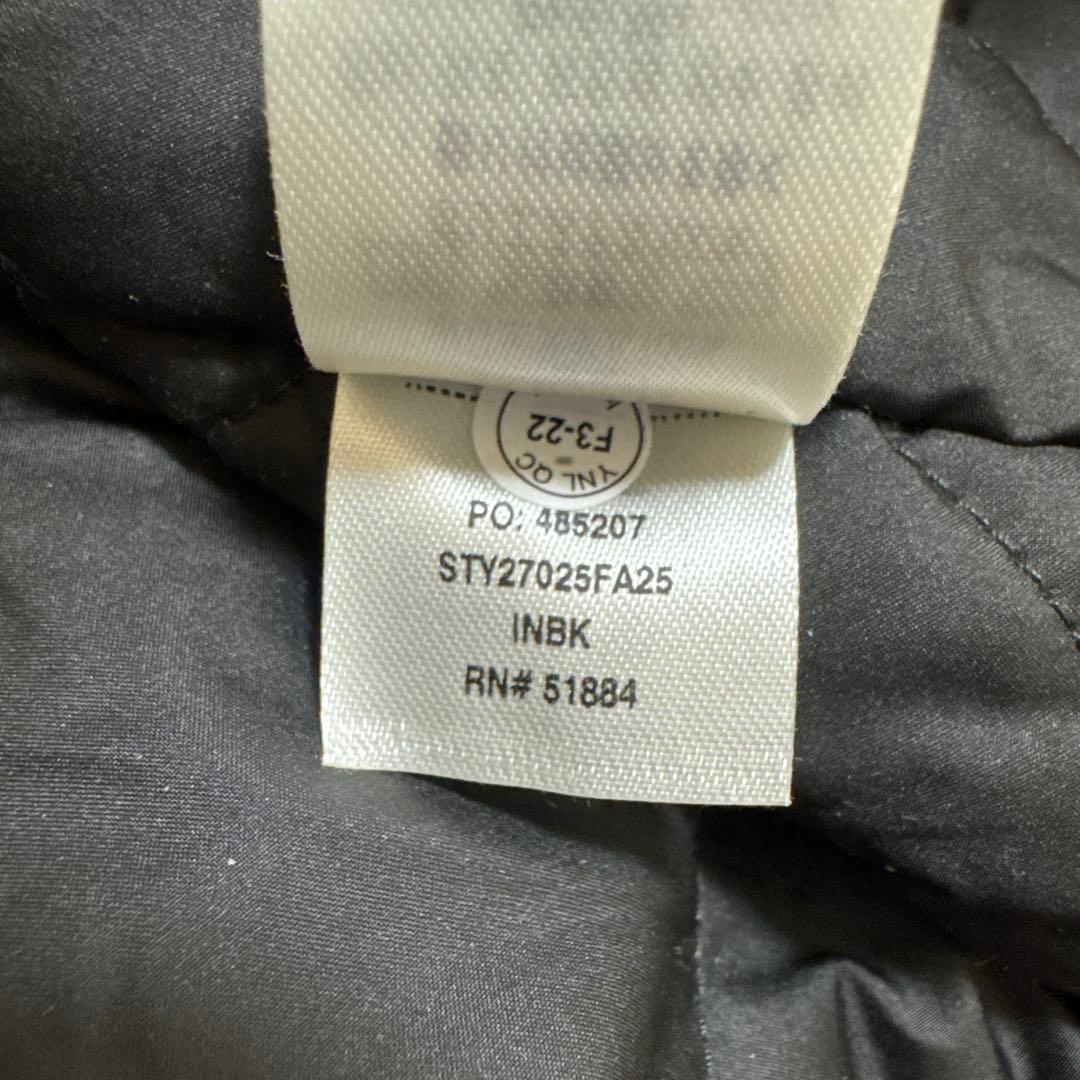 F3-22
YNL QC
PO: 485207
STY27025FA25
INBK
RN# 51884